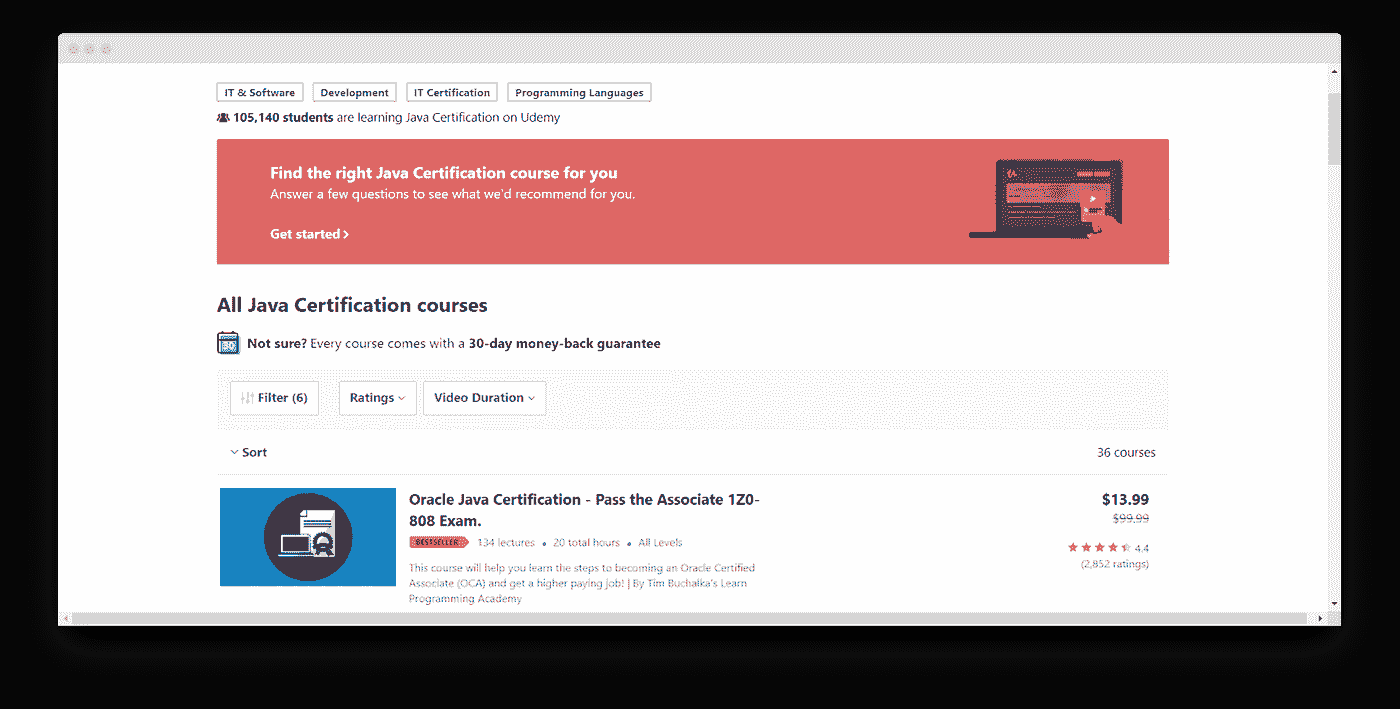 IT & Software Development IT Certification Programming Languages
105,140 students are learning Java Certification on Udemy
Find the right Java Certification course for you
Answer a few questions to see what we'd recommend for you.
Get started
All Java Certification courses
Not sure? Every course comes with a 30-day money-back guarantee
Filter (6) Ratings Video Duration
Sort 36 courses
Oracle Java Certification - Pass the Associate 1Z0-
808 Exam.
$13.99
$99.99
BESTSELLER 134 lectures • 20 total hours • All Levels
4.4
(2,852 ratings)
This course will help you learn the steps to becoming an Oracle Certified
Associate (OCA) and get a higher paying job! | By Tim Buchalka's Learn
Programming Academy